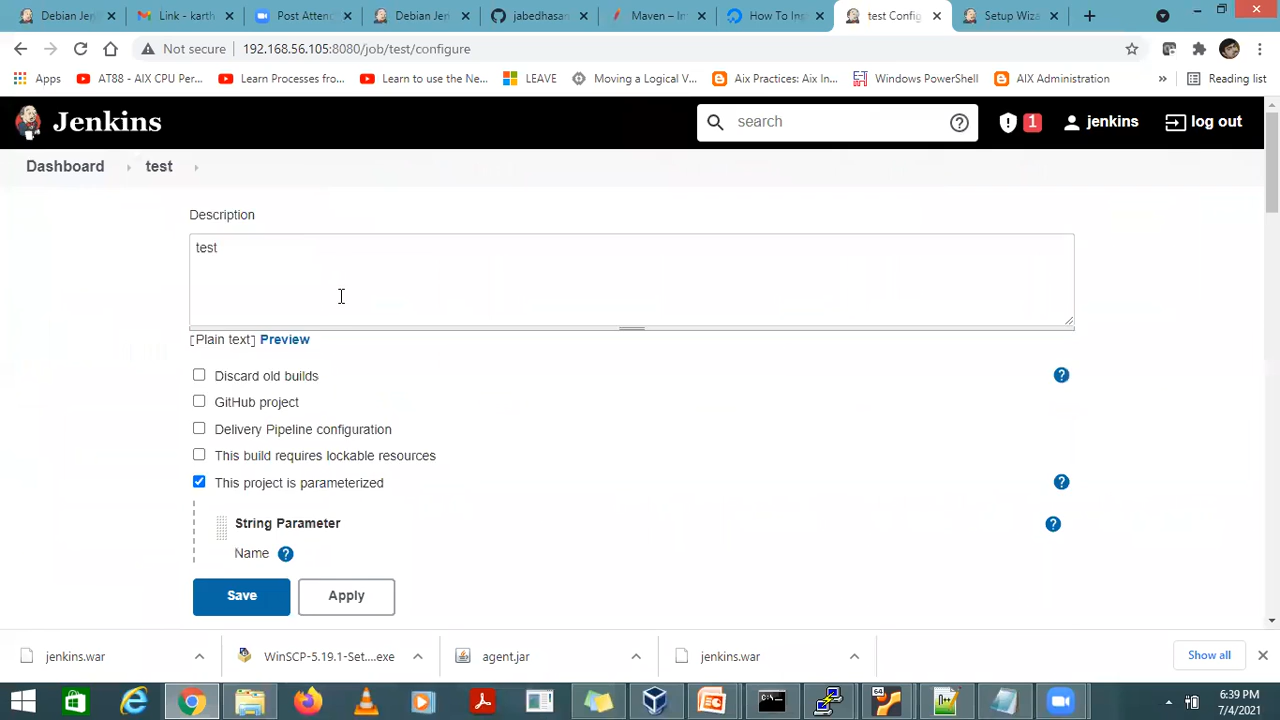 Debian Jen
Link - karth
Post Attenc
Debian Jen
jabedhasan
Maven – In
How To Ins
test Config
Setup Wiza
Not secure
192.168.56.105:8080/job/test/configure
Apps
AT88 - AIX CPU Per...
Learn Processes fro...
Learn to use the Ne...
LEAVE
Moving a Logical V...
Aix Practices: Aix In...
Windows PowerShell
AIX Administration
»
Reading list
Jenkins
search
1
jenkins
log out
Dashboard
test
Description
test
[Plain text] Preview
Discard old builds
GitHub project
Delivery Pipeline configuration
This build requires lockable resources
This project is parameterized
String Parameter
Name
Save
Apply
jenkins.war
WinSCP-5.19.1-Set....exe
agent.jar
jenkins.war
Show all
64
6:39 PM
7/4/2021